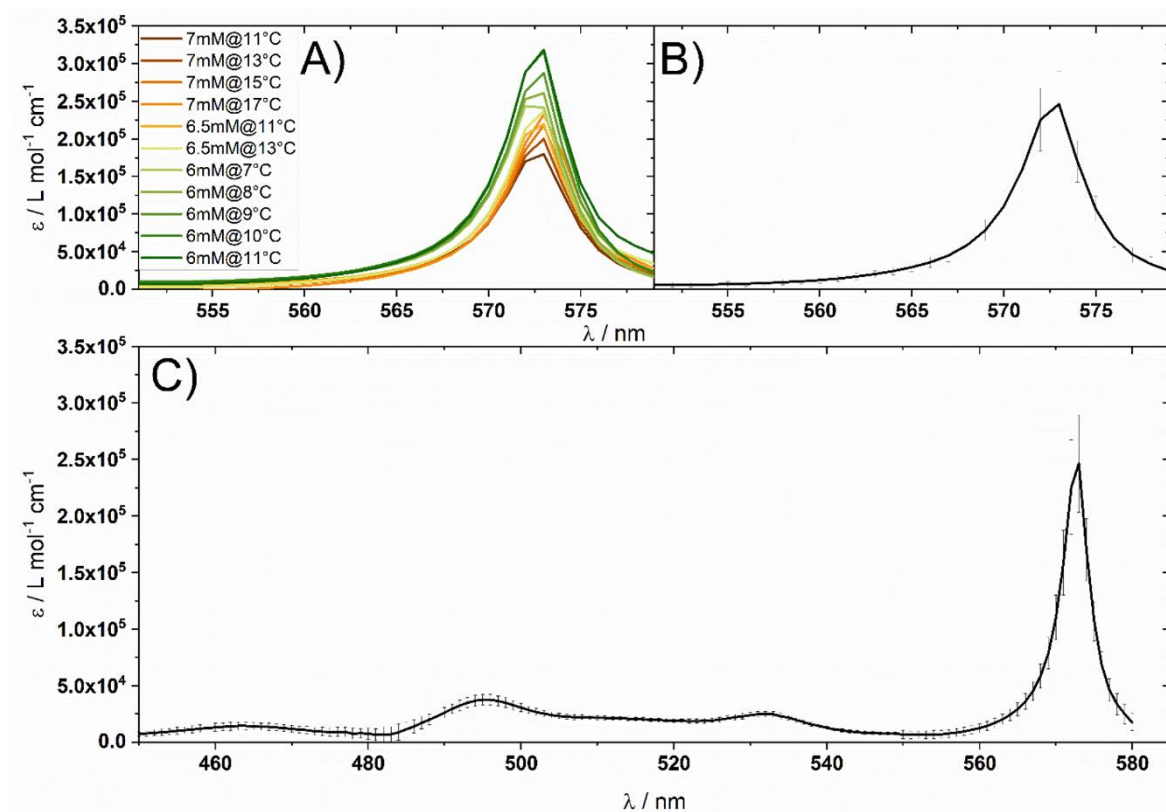 A)
B)
C)
3.5x10⁵
3.0x10⁵
2.5x10⁵
2.0x10⁵
1.5x10⁵
1.0x10⁵
5.0x10⁴
0.0
ε / L mol⁻¹ cm⁻¹
7mM@11°C
7mM@13°C
7mM@15°C
7mM@17°C
6.5mM@11°C
6.5mM@13°C
6mM@7°C
6mM@8°C
6mM@9°C
6mM@10°C
6mM@11°C
555 560 565 570 575
555 560 565 570 575
λ / nm
λ / nm
3.5x10⁵
3.0x10⁵
2.5x10⁵
2.0x10⁵
1.5x10⁵
1.0x10⁵
5.0x10⁴
0.0
ε / L mol⁻¹ cm⁻¹
460 480 500 520 540 560 580
λ / nm